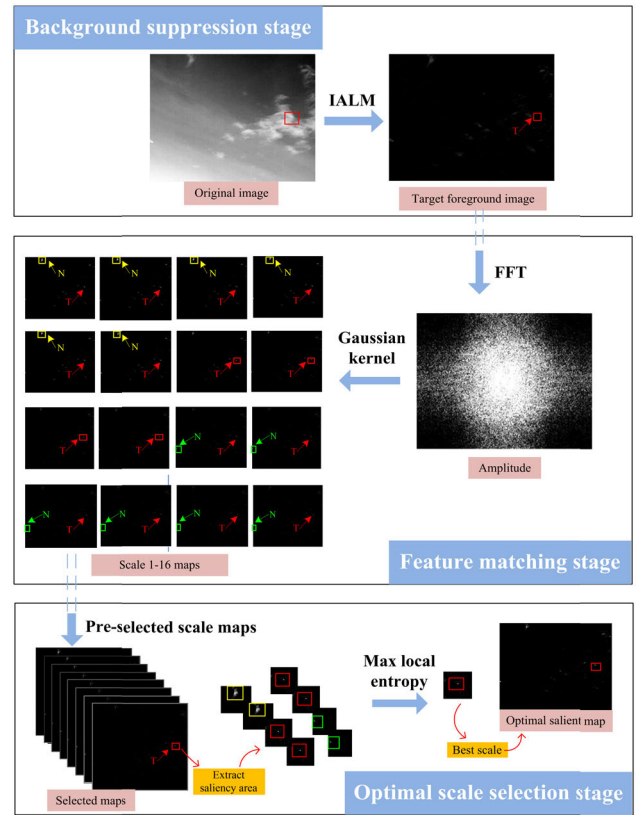 Background suppression stage
IALM
T
Original image
Target foreground image
FFT
N
N
N
N
T
T
T
T
Gaussian
kernel
N
N
T
T
T
T
N
N
T
T
T
T
Amplitude
N
N
N
N
T
T
T
T
Scale 1-16 maps
Feature matching stage
Pre-selected scale maps
Max local
entropy
T
Optimal salient map
Best scale
Extract
saliency area
Selected maps
Optimal scale selection stage